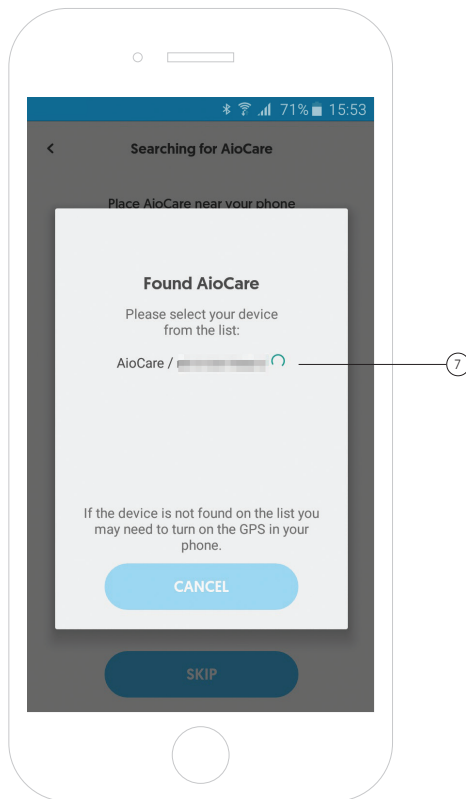 71% 15:53
Searching for AioCare
Place AioCare near your phone
Found AioCare
Please select your device
from the list:
AioCare /
7
If the device is not found on the list you
may need to turn on the GPS in your
phone.
CANCEL
SKIP